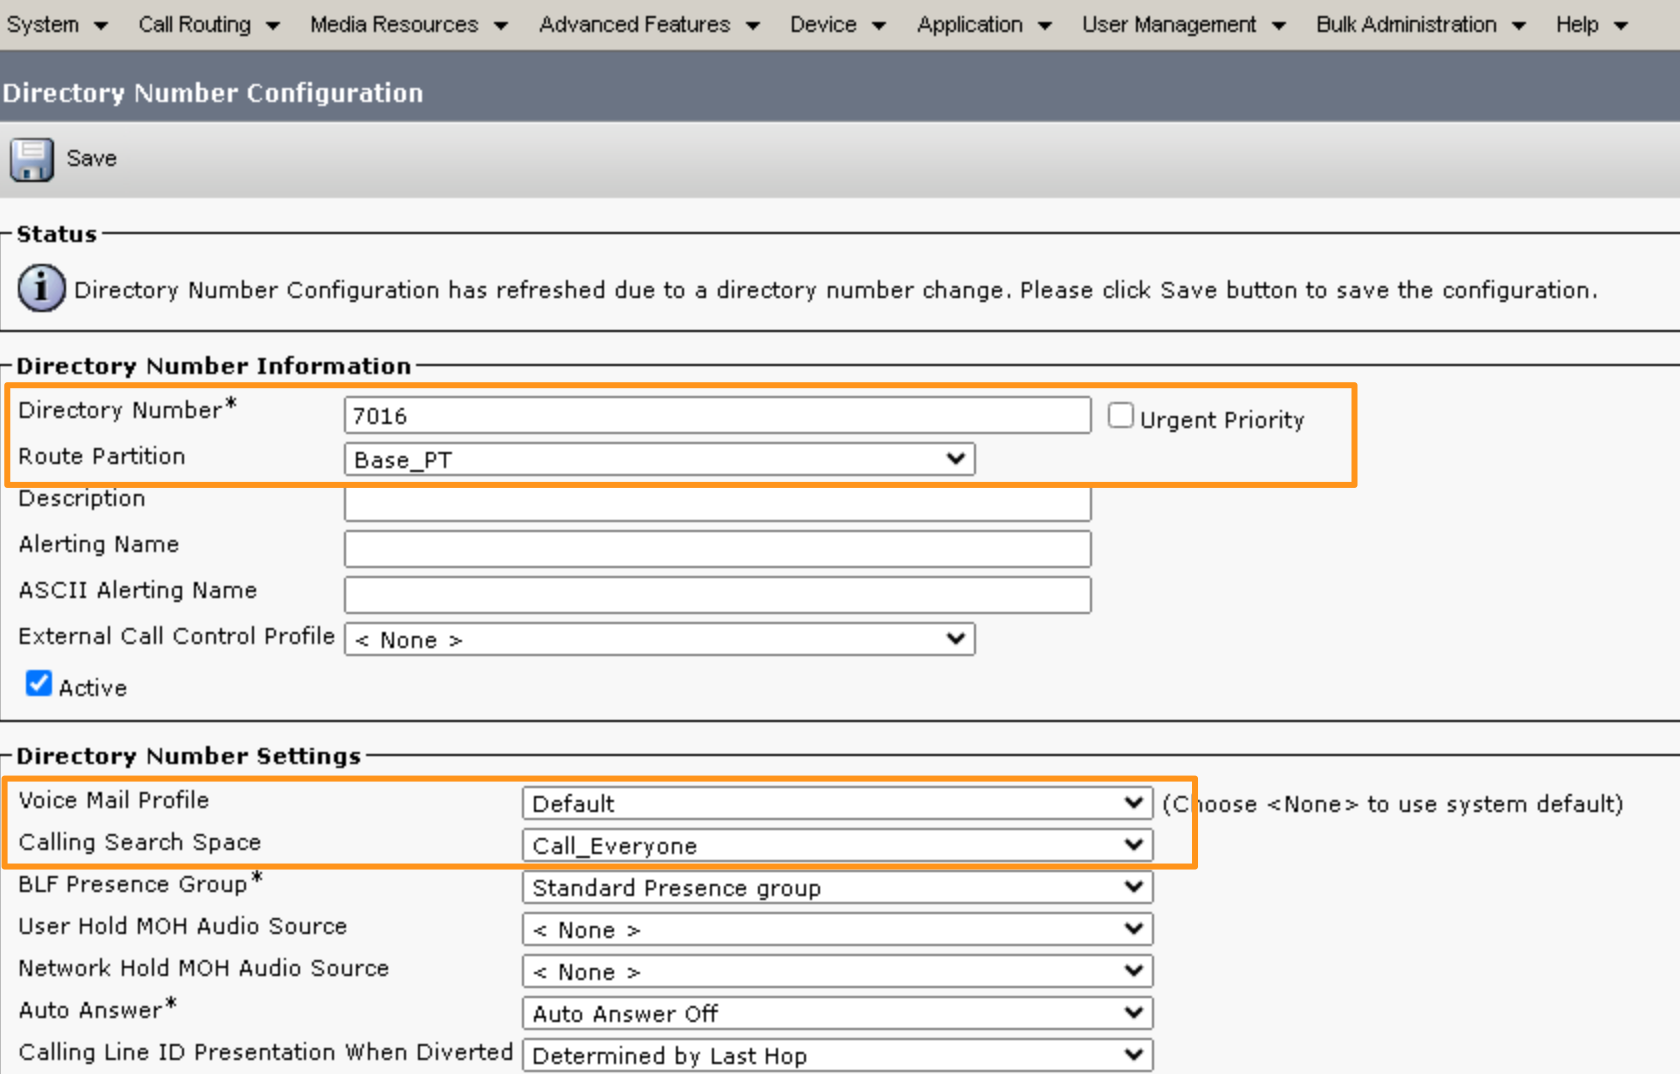 System Call Routing Media Resources Advanced Features Device Application User Management Bulk Administration Help
Directory Number Configuration
Save
Status
Directory Number Configuration has refreshed due to a directory number change. Please click Save button to save the configuration.
Directory Number Information
Directory Number* 7016 Urgent Priority
Route Partition Base_PT
Description
Alerting Name
ASCII Alerting Name
External Call Control Profile < None >
Active
Directory Number Settings
Voice Mail Profile Default (Choose <None> to use system default)
Calling Search Space Call_Everyone
BLF Presence Group* Standard Presence group
User Hold MOH Audio Source < None >
Network Hold MOH Audio Source < None >
Auto Answer* Auto Answer Off
Calling Line ID Presentation When Diverted Determined by Last Hop